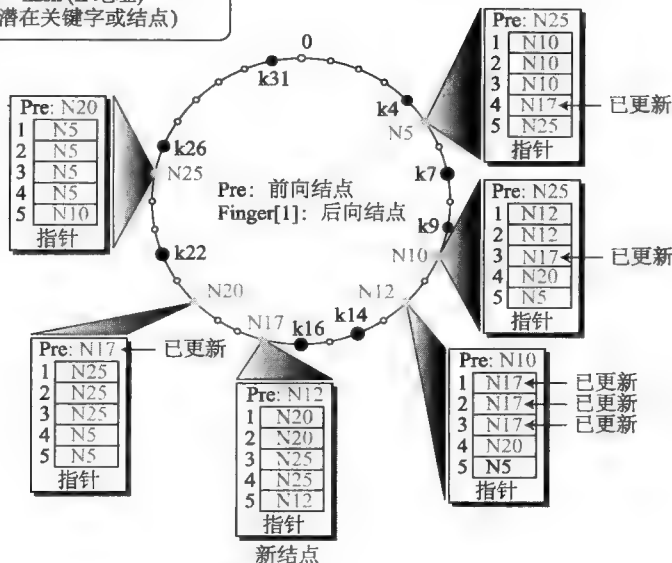 潜在关键字或结点）
0
k31
k4
N5
k7
k9
N10
N12
k14
k16
N17
N20
k22
N25
k26
Pre: 前向结点
Finger[1]: 后向结点
Pre: N25
1 N10
2 N10
3 N10
4 N17 已更新
5 N25
指针
Pre: N25
1 N12
2 N12
3 N17 已更新
4 N20
5 N5
指针
Pre: N10
1 N17 已更新
2 N17 已更新
3 N17 已更新
4 N20
5 N5
指针
Pre: N12
1 N20
2 N20
3 N25
4 N25
5 N12
指针
新结点
Pre: N17 已更新
1 N25
2 N25
3 N25
4 N5
5 N5
指针
Pre: N20
1 N5
2 N5
3 N5
4 N5
5 N10
指针